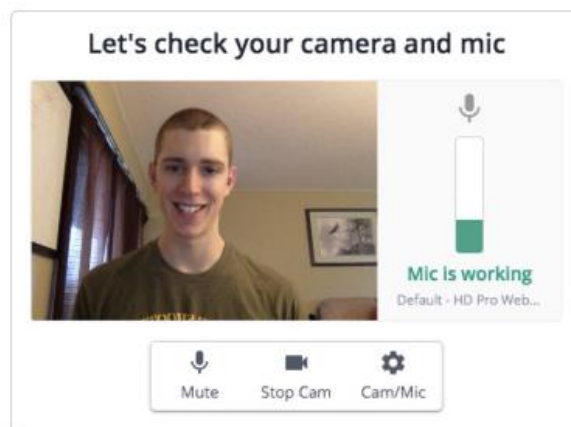 Let's check your camera and mic
Mic is working
Default - HD Pro Web...
Mute Stop Cam Cam/Mic